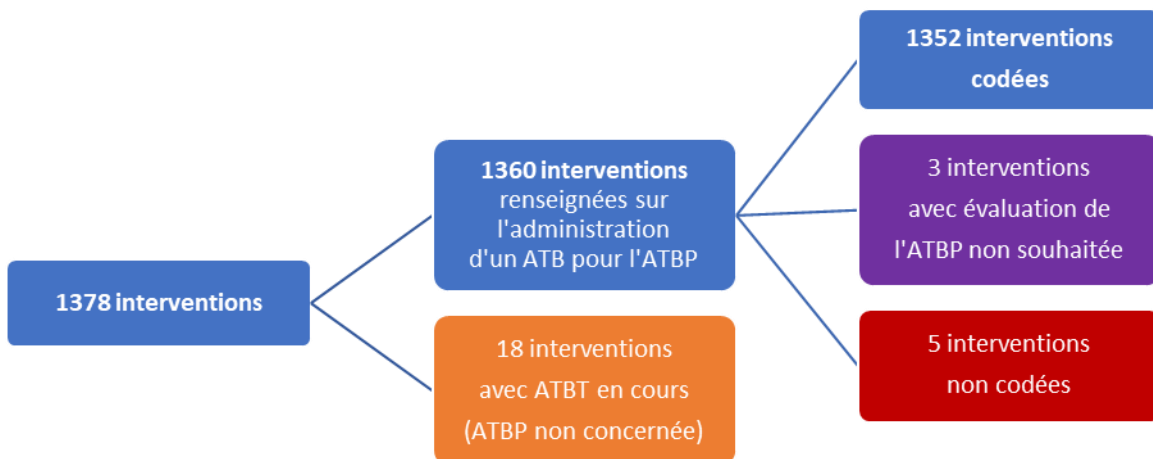 1378 interventions
1360 interventions
renseignées sur
l'administration
d'un ATB pour l'ATBP
18 interventions
avec ATBT en cours
(ATBP non concernée)
1352 interventions
codées
3 interventions
avec évaluation de
l'ATBP non souhaitée
5 interventions
non codées